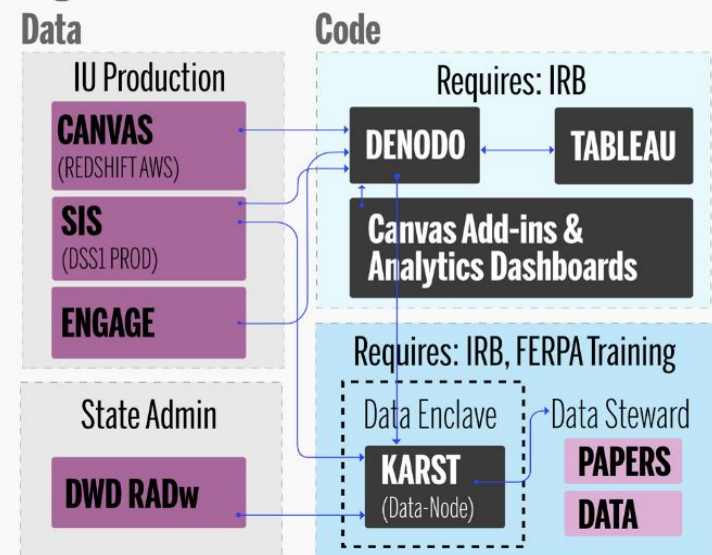 Data
Code
IU Production
CANVAS
(REDSHIFT AWS)
SIS
(DSS1 PROD)
ENGAGE
State Admin
DWD RADw
Requires: IRB
DENODO
TABLEAU
Canvas Add-ins &
Analytics Dashboards
Requires: IRB, FERPA Training
Data Enclave
KARST
(Data-Node)
Data Steward
PAPERS
DATA